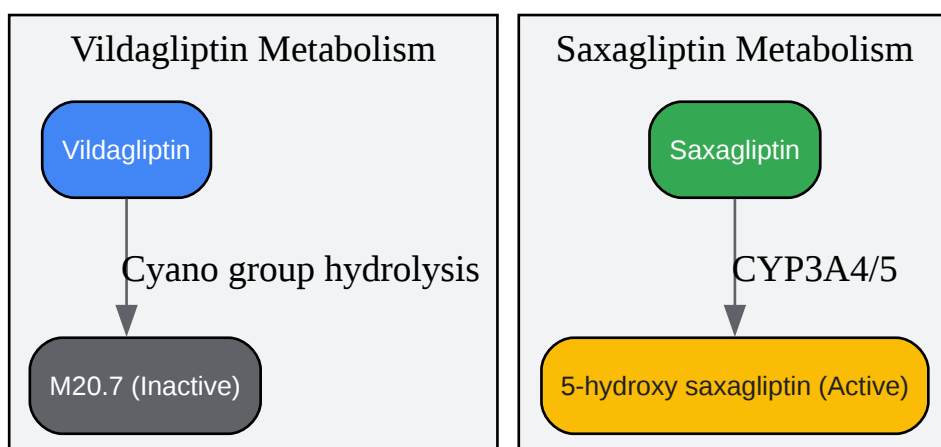 Vildagliptin Metabolism
Vildagliptin
Cyano group hydrolysis
M20.7 (Inactive)
Saxagliptin Metabolism
Saxagliptin
CYP3A4/5
5-hydroxy saxagliptin (Active)